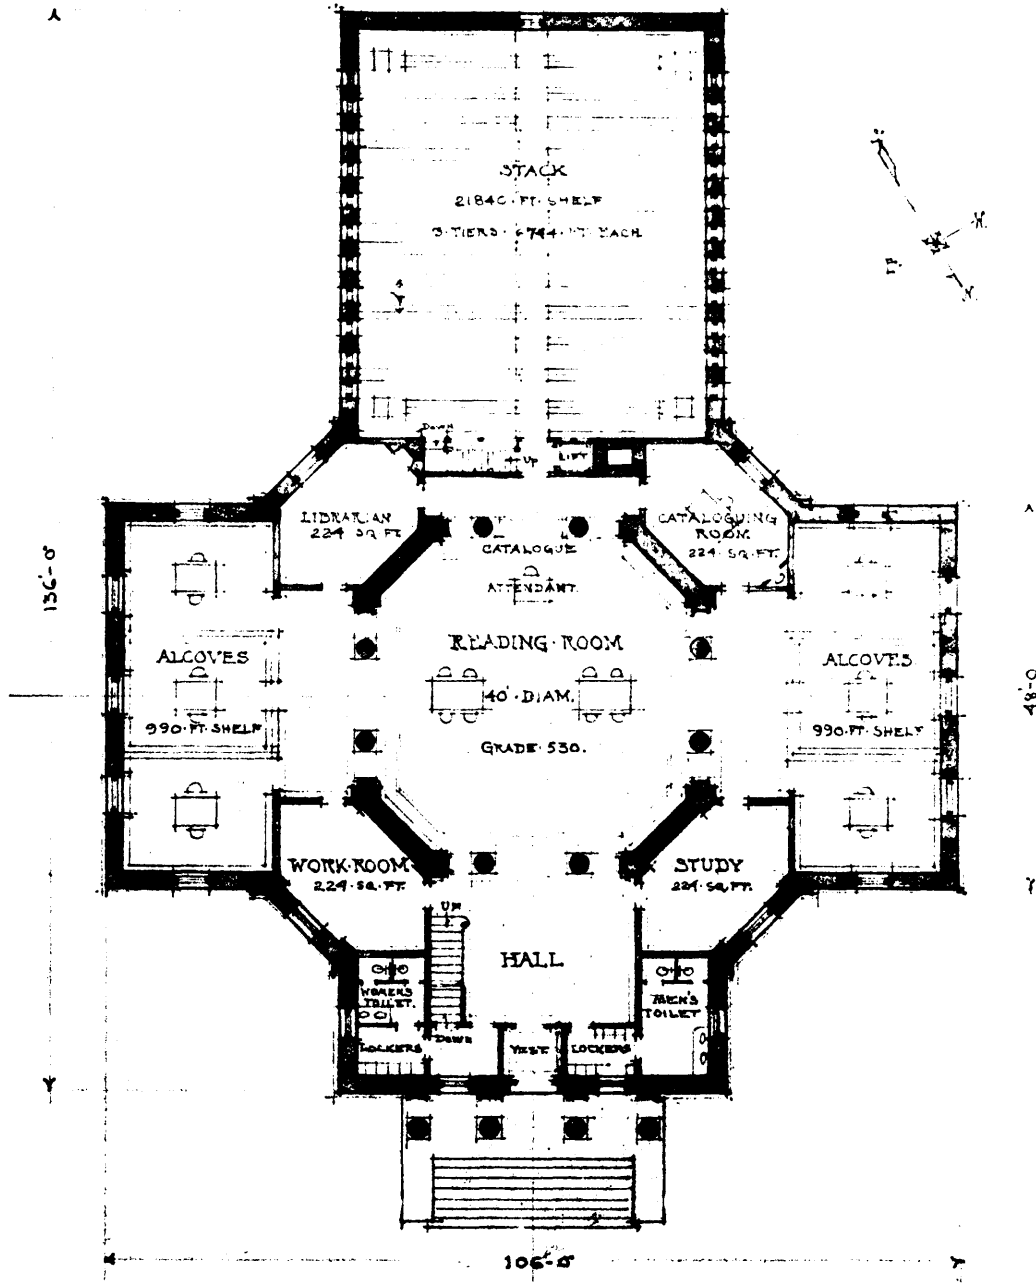 STACK
FT. SHELF
3 TIERS FT. EACH
DOWN
UP
LIFT
LIBRARIAN
224 SQ FT
CATALOGUING
ROOM
224 SQ. FT.
CATALOGUE
ATTENDANT
136'-0"
READING · ROOM
40' · DIAM.
GRADE · 530.
ALCOVES
990 · FT · SHELF
ALCOVES
990 · FT · SHELF
48'-0
WORK · ROOM
224 · SQ · FT.
STUDY
224 · SQ. FT.
UP
HALL
WOMEN'S
TOILET.
MEN'S
TOILET
LOCKERS
DOWN
VEST
LOCKERS
106'-0"